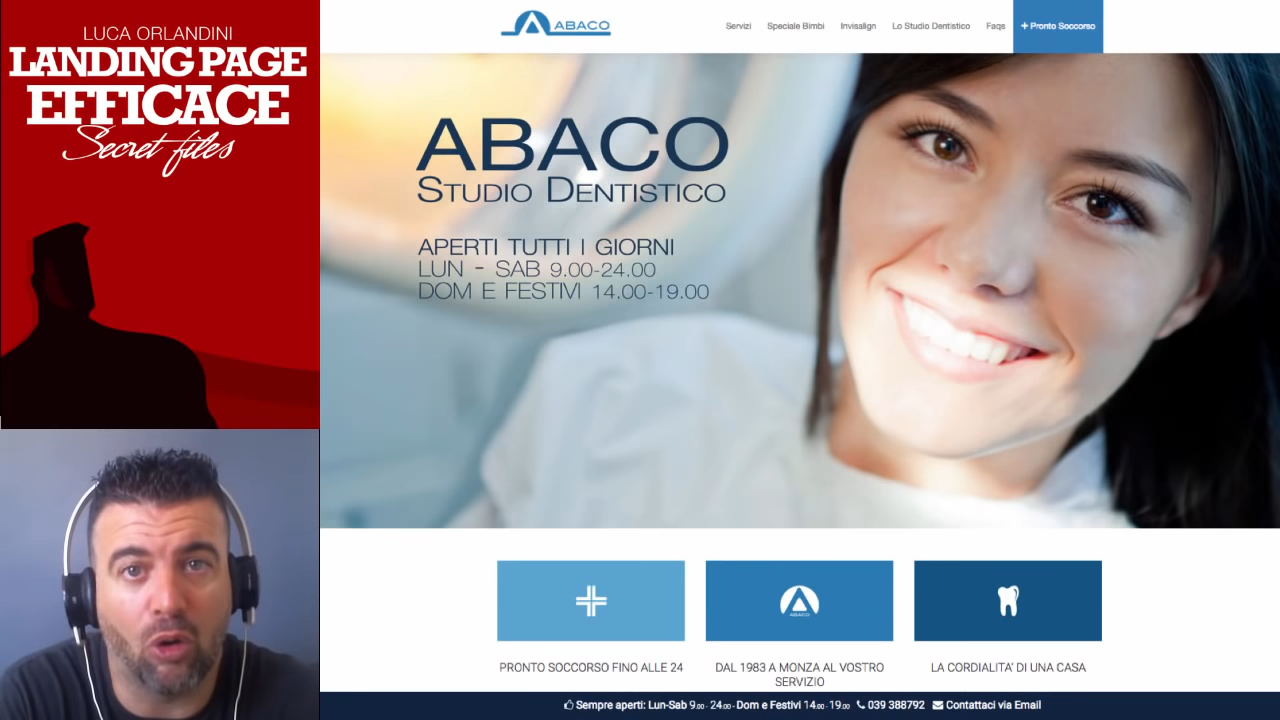 LUCA ORLANDINI
LANDING PAGE
EFFICACE
Secret files
ABACO
Servizi
Speciale Bimbi
Invisalign
Lo Studio Dentistico
Faqs
Pronto Soccorso
ABACO
STUDIO DENTISTICO
APERTI TUTTI I GIORNI
LUN - SAB 9.00-24.00
DOM E FESTIVI 14.00-19.00
ABACO
PRONTO SOCCORSO FINO ALLE 24
DAL 1983 A MONZA AL VOSTRO
SERVIZIO
LA CORDIALITA' DI UNA CASA
Sempre aperti: Lun-Sab 9.00 - 24.00 - Dom e Festivi 14.00 - 19.00 039 388792 Contattaci via Email